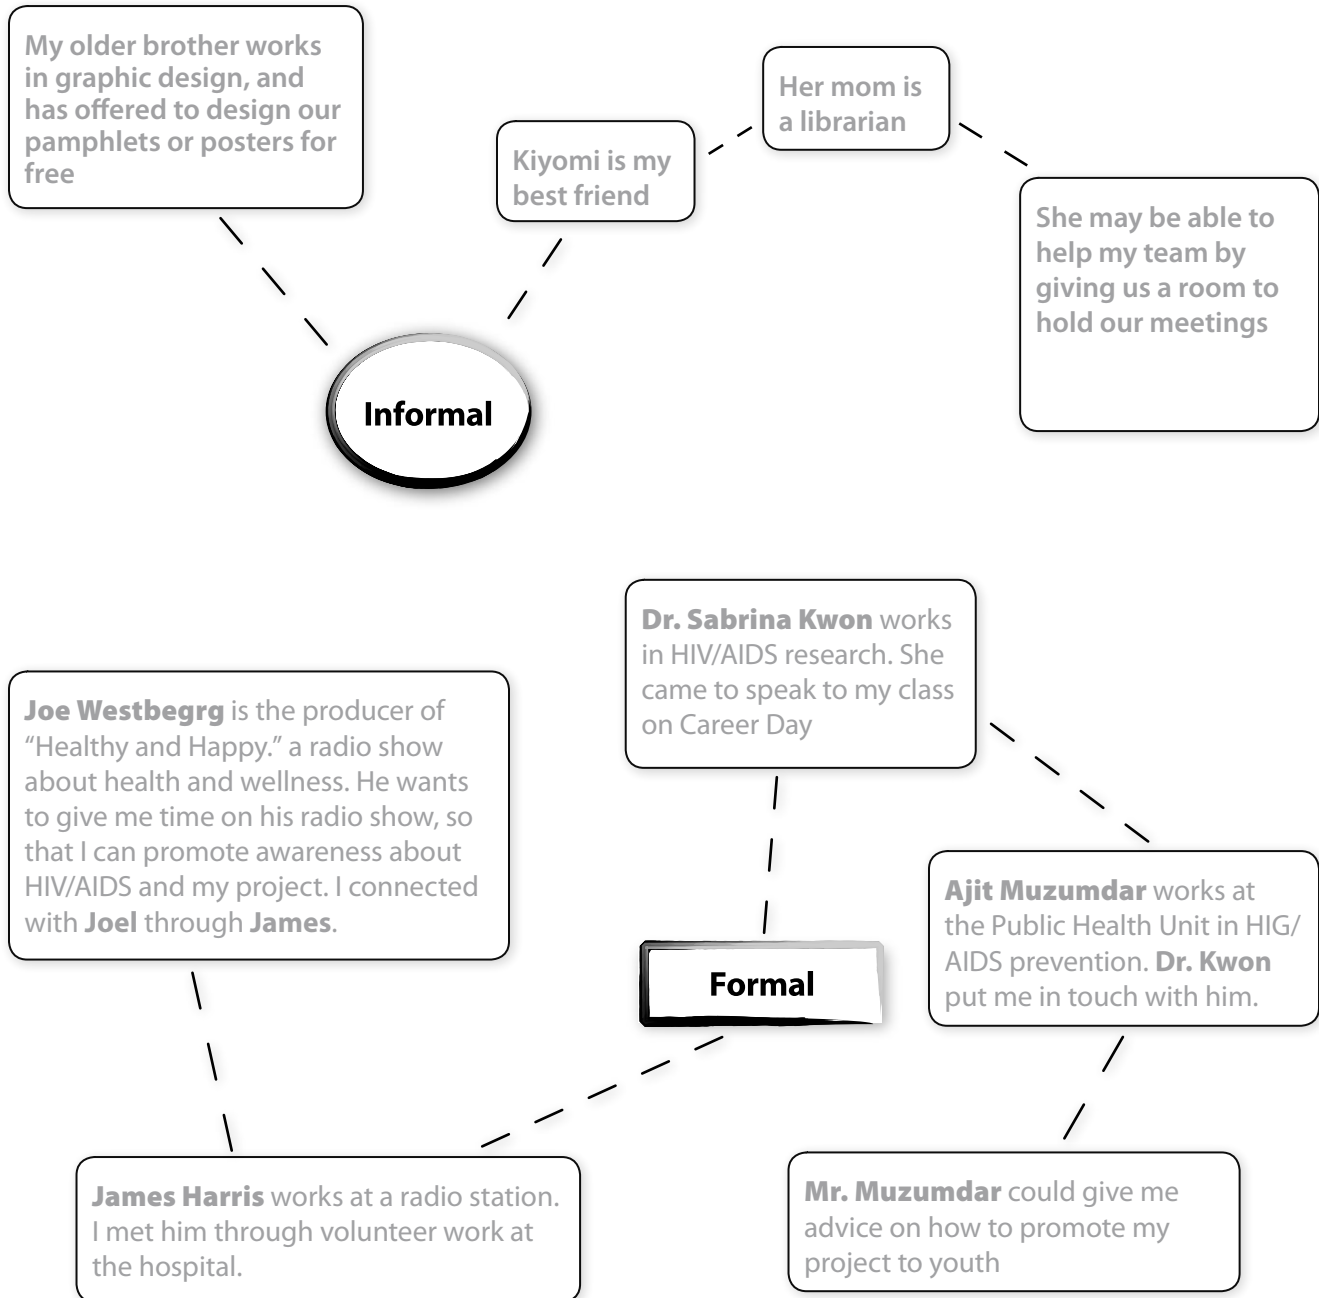 My older brother works
in graphic design, and
has offered to design our
pamphlets or posters for
free
Kiyomi is my
best friend
Her mom is
a librarian
She may be able to
help my team by
giving us a room to
hold our meetings
Informal
Dr. Sabrina Kwon works
in HIV/AIDS research. She
came to speak to my class
on Career Day
Joe Westbegrg is the producer of
“Healthy and Happy.” a radio show
about health and wellness. He wants
to give me time on his radio show, so
that I can promote awareness about
HIV/AIDS and my project. I connected
with Joel through James.
Ajit Muzumdar works at
the Public Health Unit in HIG/
AIDS prevention. Dr. Kwon
put me in touch with him.
Formal
James Harris works at a radio station.
I met him through volunteer work at
the hospital.
Mr. Muzumdar could give me
advice on how to promote my
project to youth